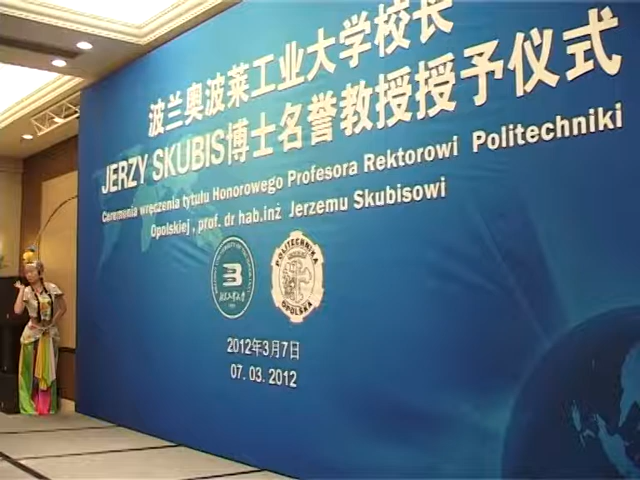 波兰奥波莱工业大学校长
JERZY SKUBIS博士名誉教授授予仪式
Ceremonia wręczenia tytułu Honorowego Profesora Rektorowi Politechniki
Opolskiej , prof. dr hab.inż Jerzemu Skubisowi
POLITECHNIKA
OPOLSKA
2012年3月7日
07. 03. 2012